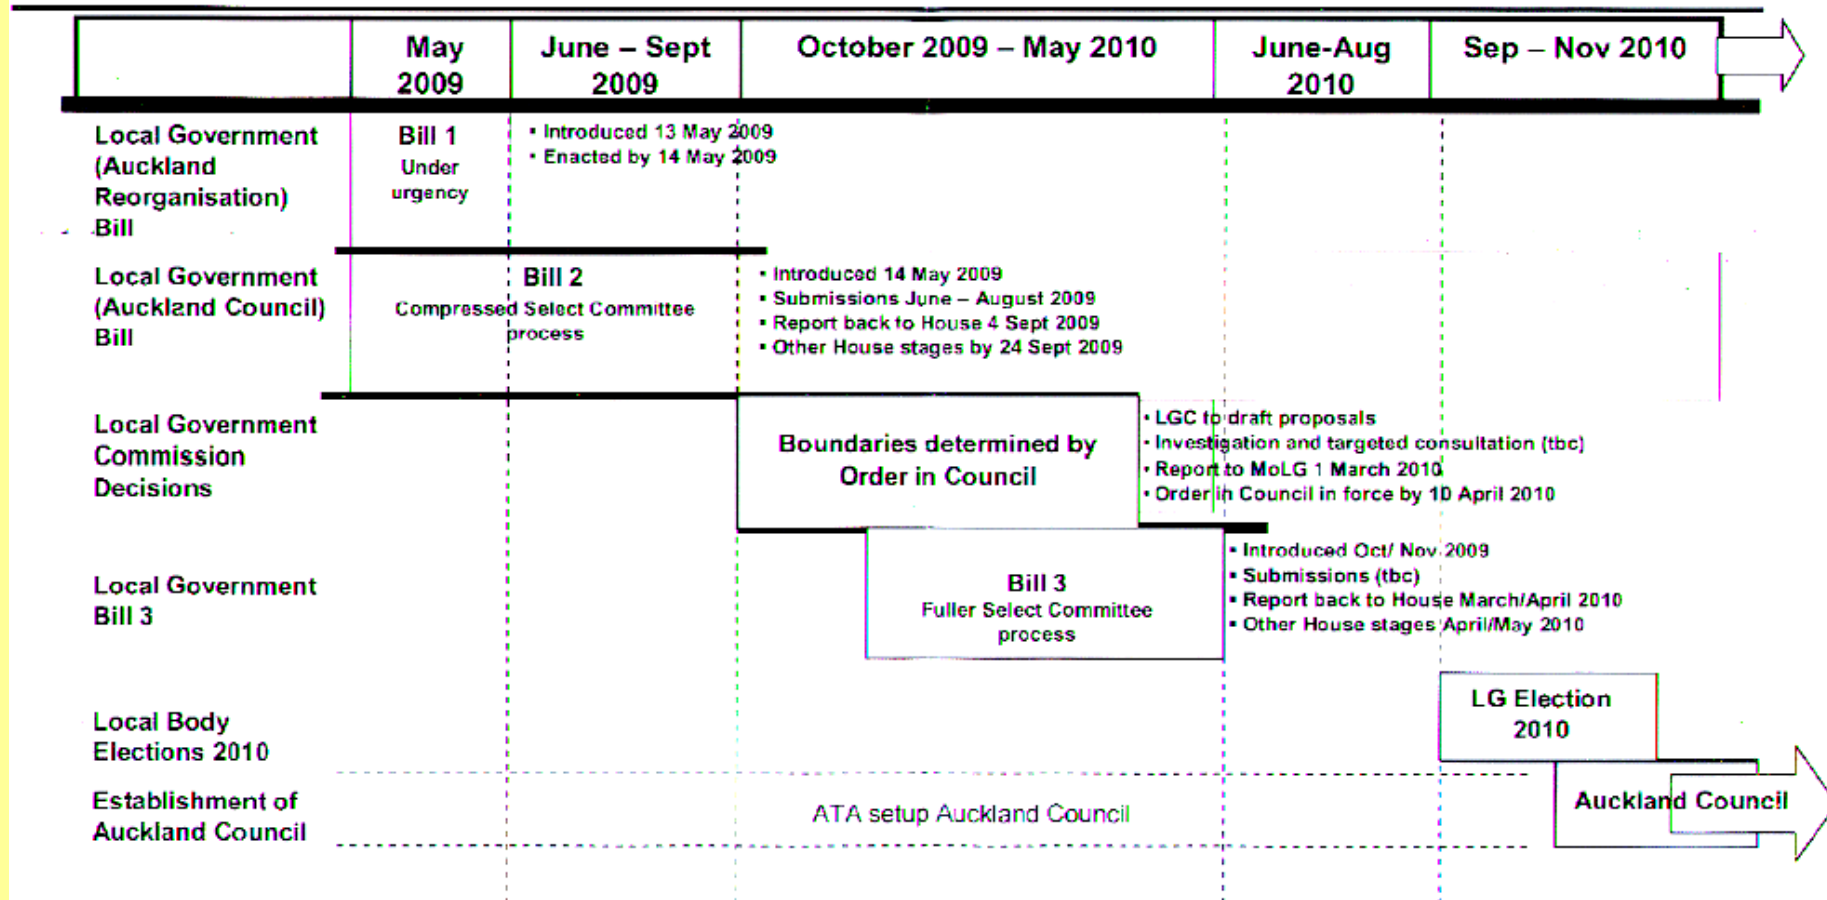 May
2009
June – Sept
2009
October 2009 – May 2010
June-Aug
2010
Sep – Nov 2010
Local Government
(Auckland
Reorganisation)
Bill
Bill 1
Under
urgency
▪ Introduced 13 May 2009
▪ Enacted by 14 May 2009
Local Government
(Auckland Council)
Bill
Bill 2
Compressed Select Committee
process
▪ Introduced 14 May 2009
▪ Submissions June – August 2009
▪ Report back to House 4 Sept 2009
▪ Other House stages by 24 Sept 2009
Local Government
Commission
Decisions
Boundaries determined by
Order in Council
▪ LGC to draft proposals
▪ Investigation and targeted consultation (tbc)
▪ Report to MoLG 1 March 2010
▪ Order in Council in force by 10 April 2010
Local Government
Bill 3
Bill 3
Fuller Select Committee
process
▪ Introduced Oct/ Nov 2009
▪ Submissions (tbc)
▪ Report back to House March/April 2010
▪ Other House stages April/May 2010
Local Body
Elections 2010
LG Election
2010
Establishment of
Auckland Council
ATA setup Auckland Council
Auckland Council